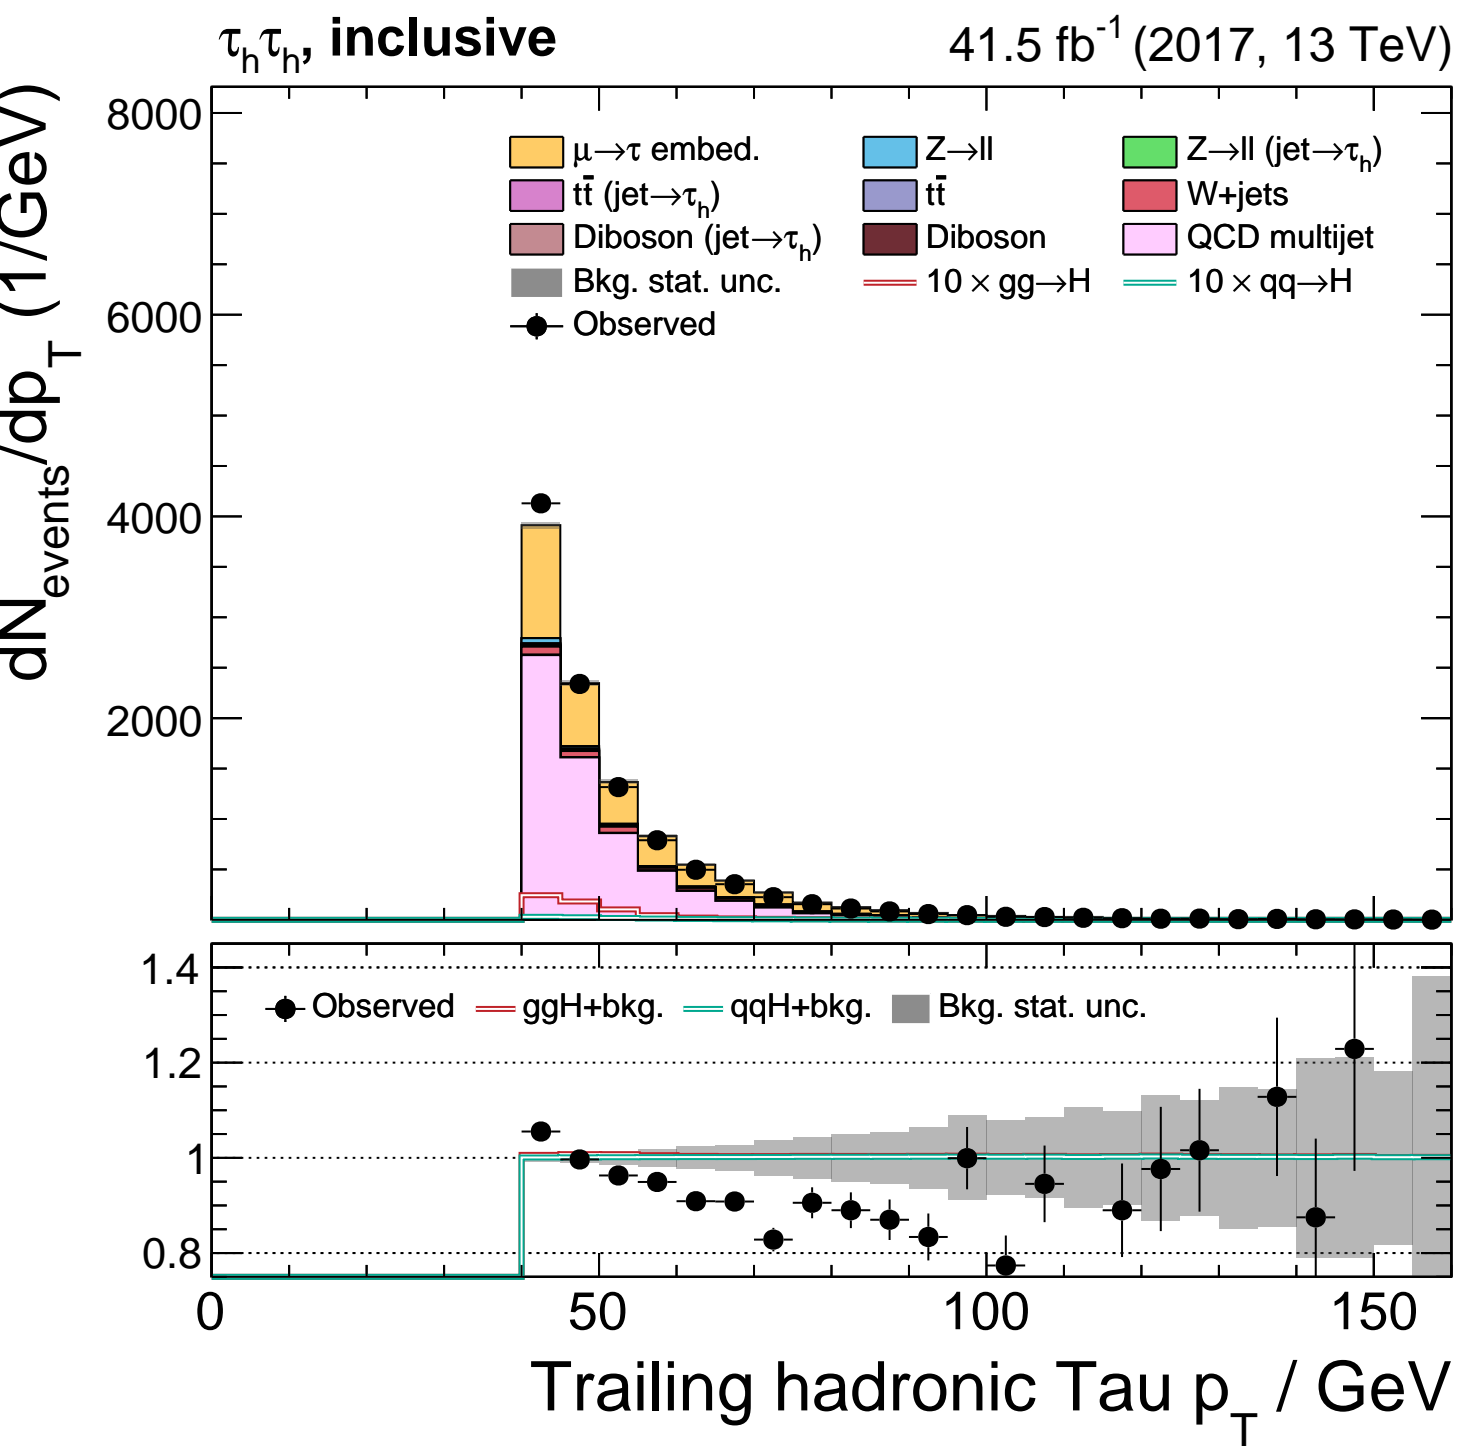 τhτh, inclusive 41.5 fb-1 (2017, 13 TeV)
dNevents/dpT (1/GeV)
8000
6000
4000
2000
μ→τ embed. Z→ll Z→ll (jet→τh)
tt̄ (jet→τh) tt̄ W+jets
Diboson (jet→τh) Diboson QCD multijet
Bkg. stat. unc. 10 × gg→H 10 × qq→H
Observed
1.4
1.2
1
0.8
Observed ggH+bkg. qqH+bkg. Bkg. stat. unc.
0 50 100 150
Trailing hadronic Tau pT / GeV